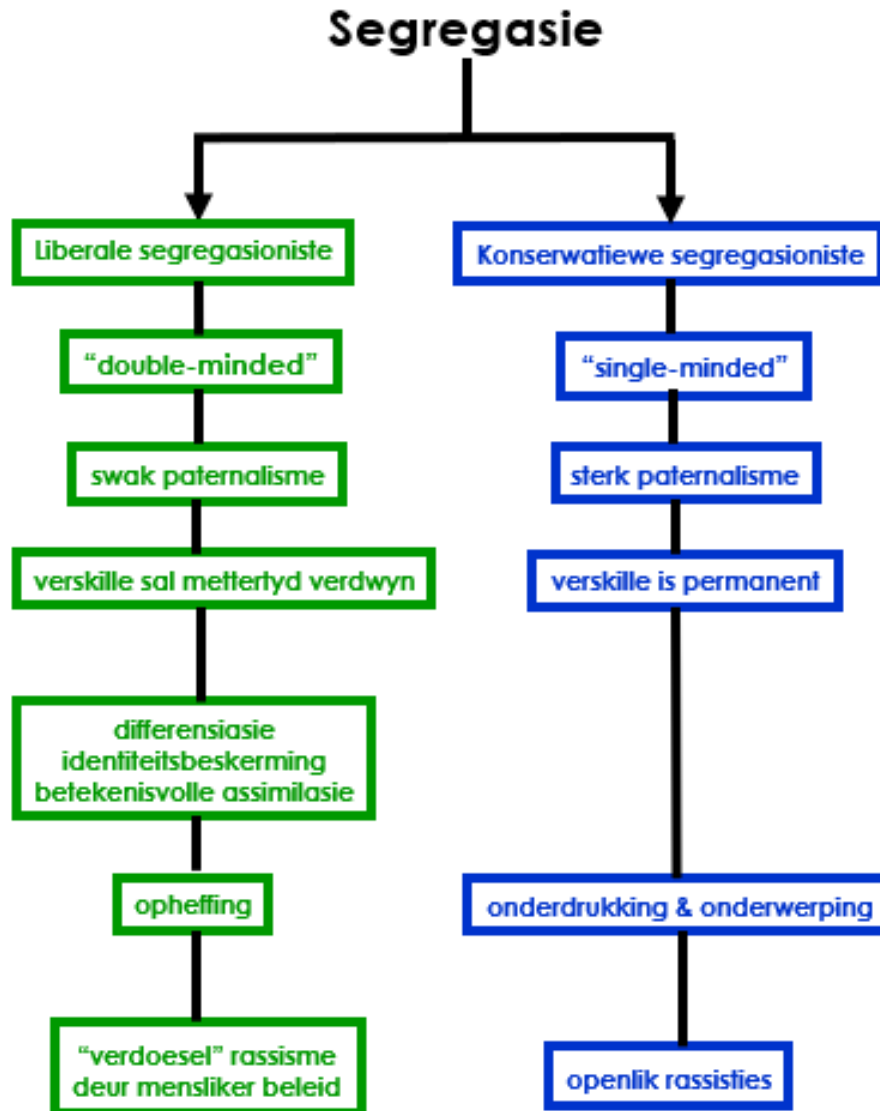 Segregasie
Liberale segregasioniste
"double-minded"
swak paternalisme
verskille sal mettertyd verdwyn
differensiasie
identiteitsbeskerming
betekenisvolle assimilasie
opheffing
"verdoesel" rassisme
deur mensliker beleid
Konserwatiewe segregasioniste
"single-minded"
sterk paternalisme
verskille is permanent
onderdrukking & onderwerping
openlik rassisties